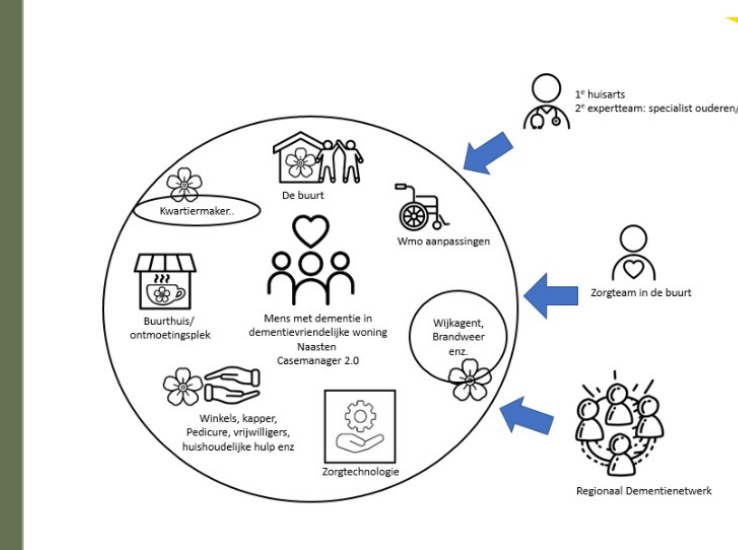 1e huisarts
2e expertteam: specialist ouderen/
De buurt
Kwartiermaker..
Wmo aanpassingen
Zorgteam in de buurt
Buurthuis/
ontmoetingsplek
Mens met dementie in
dementievriendelijke woning
Naasten
Casemanager 2.0
Wijkagent,
Brandweer
enz.
Winkels, kapper,
Pedicure, vrijwilligers,
huishoudelijke hulp enz
Zorgtechnologie
Regionaal Dementienetwerk